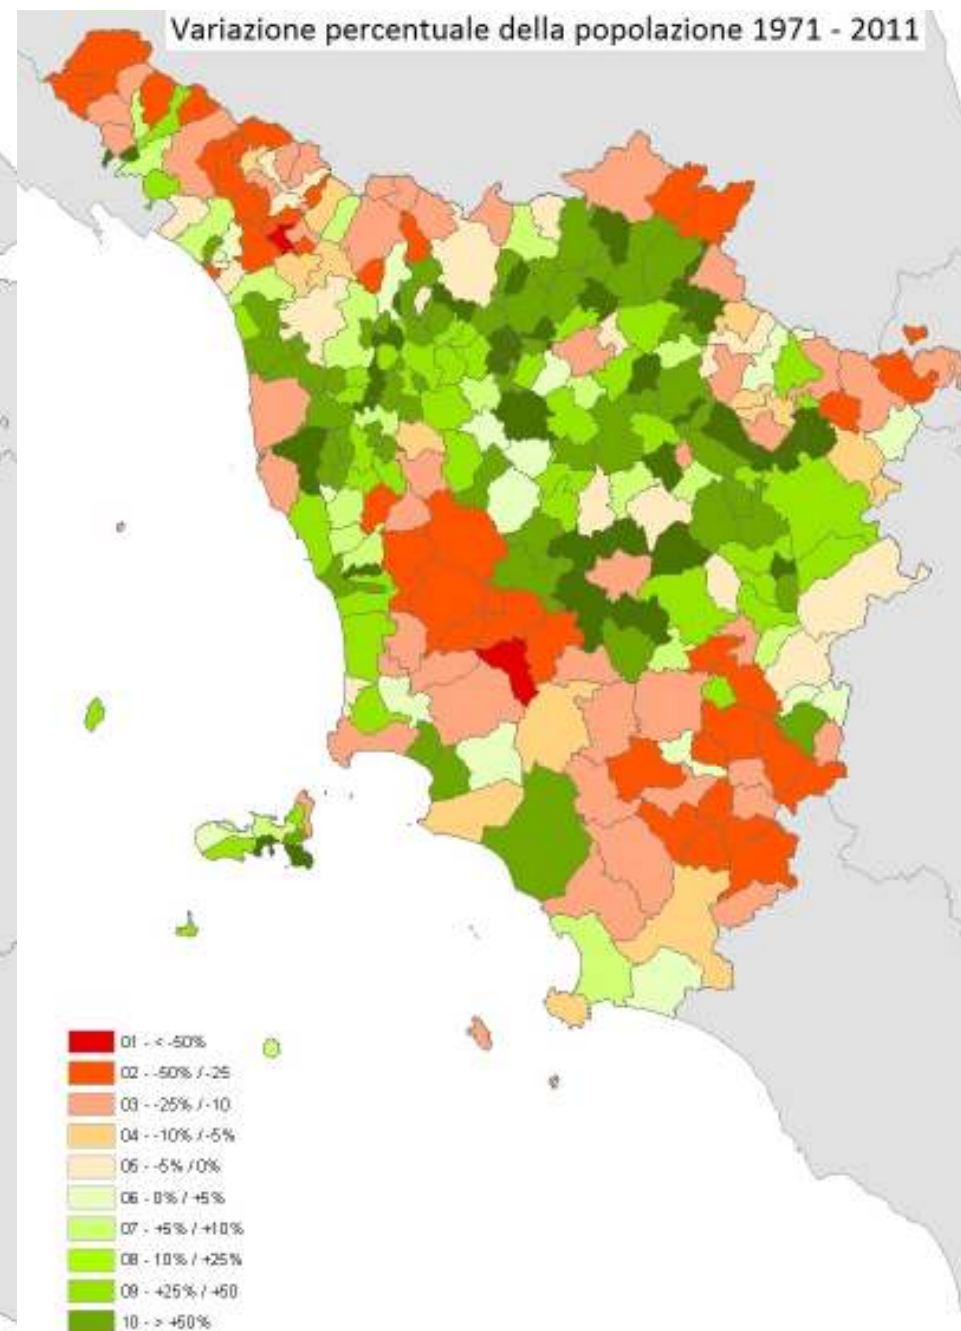 Variazione percentuale della popolazione 1971 - 2011
01 - < -50%
02 - -50% / -25
03 - -25% / -10
04 - -10% / -5%
05 - -5% / 0%
06 - 0% / +5%
07 - +5% / +10%
08 - 10% / +25%
09 - +25% / +50
10 - > +50%